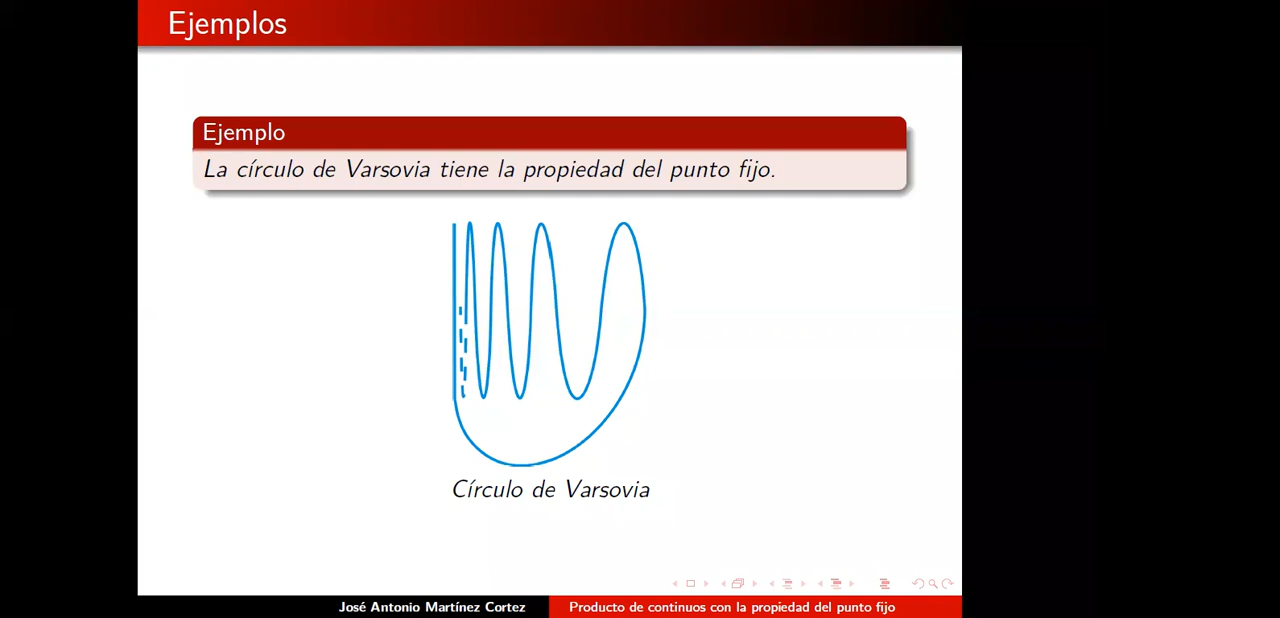 Ejemplos
Ejemplo
La círculo de Varsovia tiene la propiedad del punto fijo.
Círculo de Varsovia
José Antonio Martínez Cortez
Producto de continuos con la propiedad del punto fijo